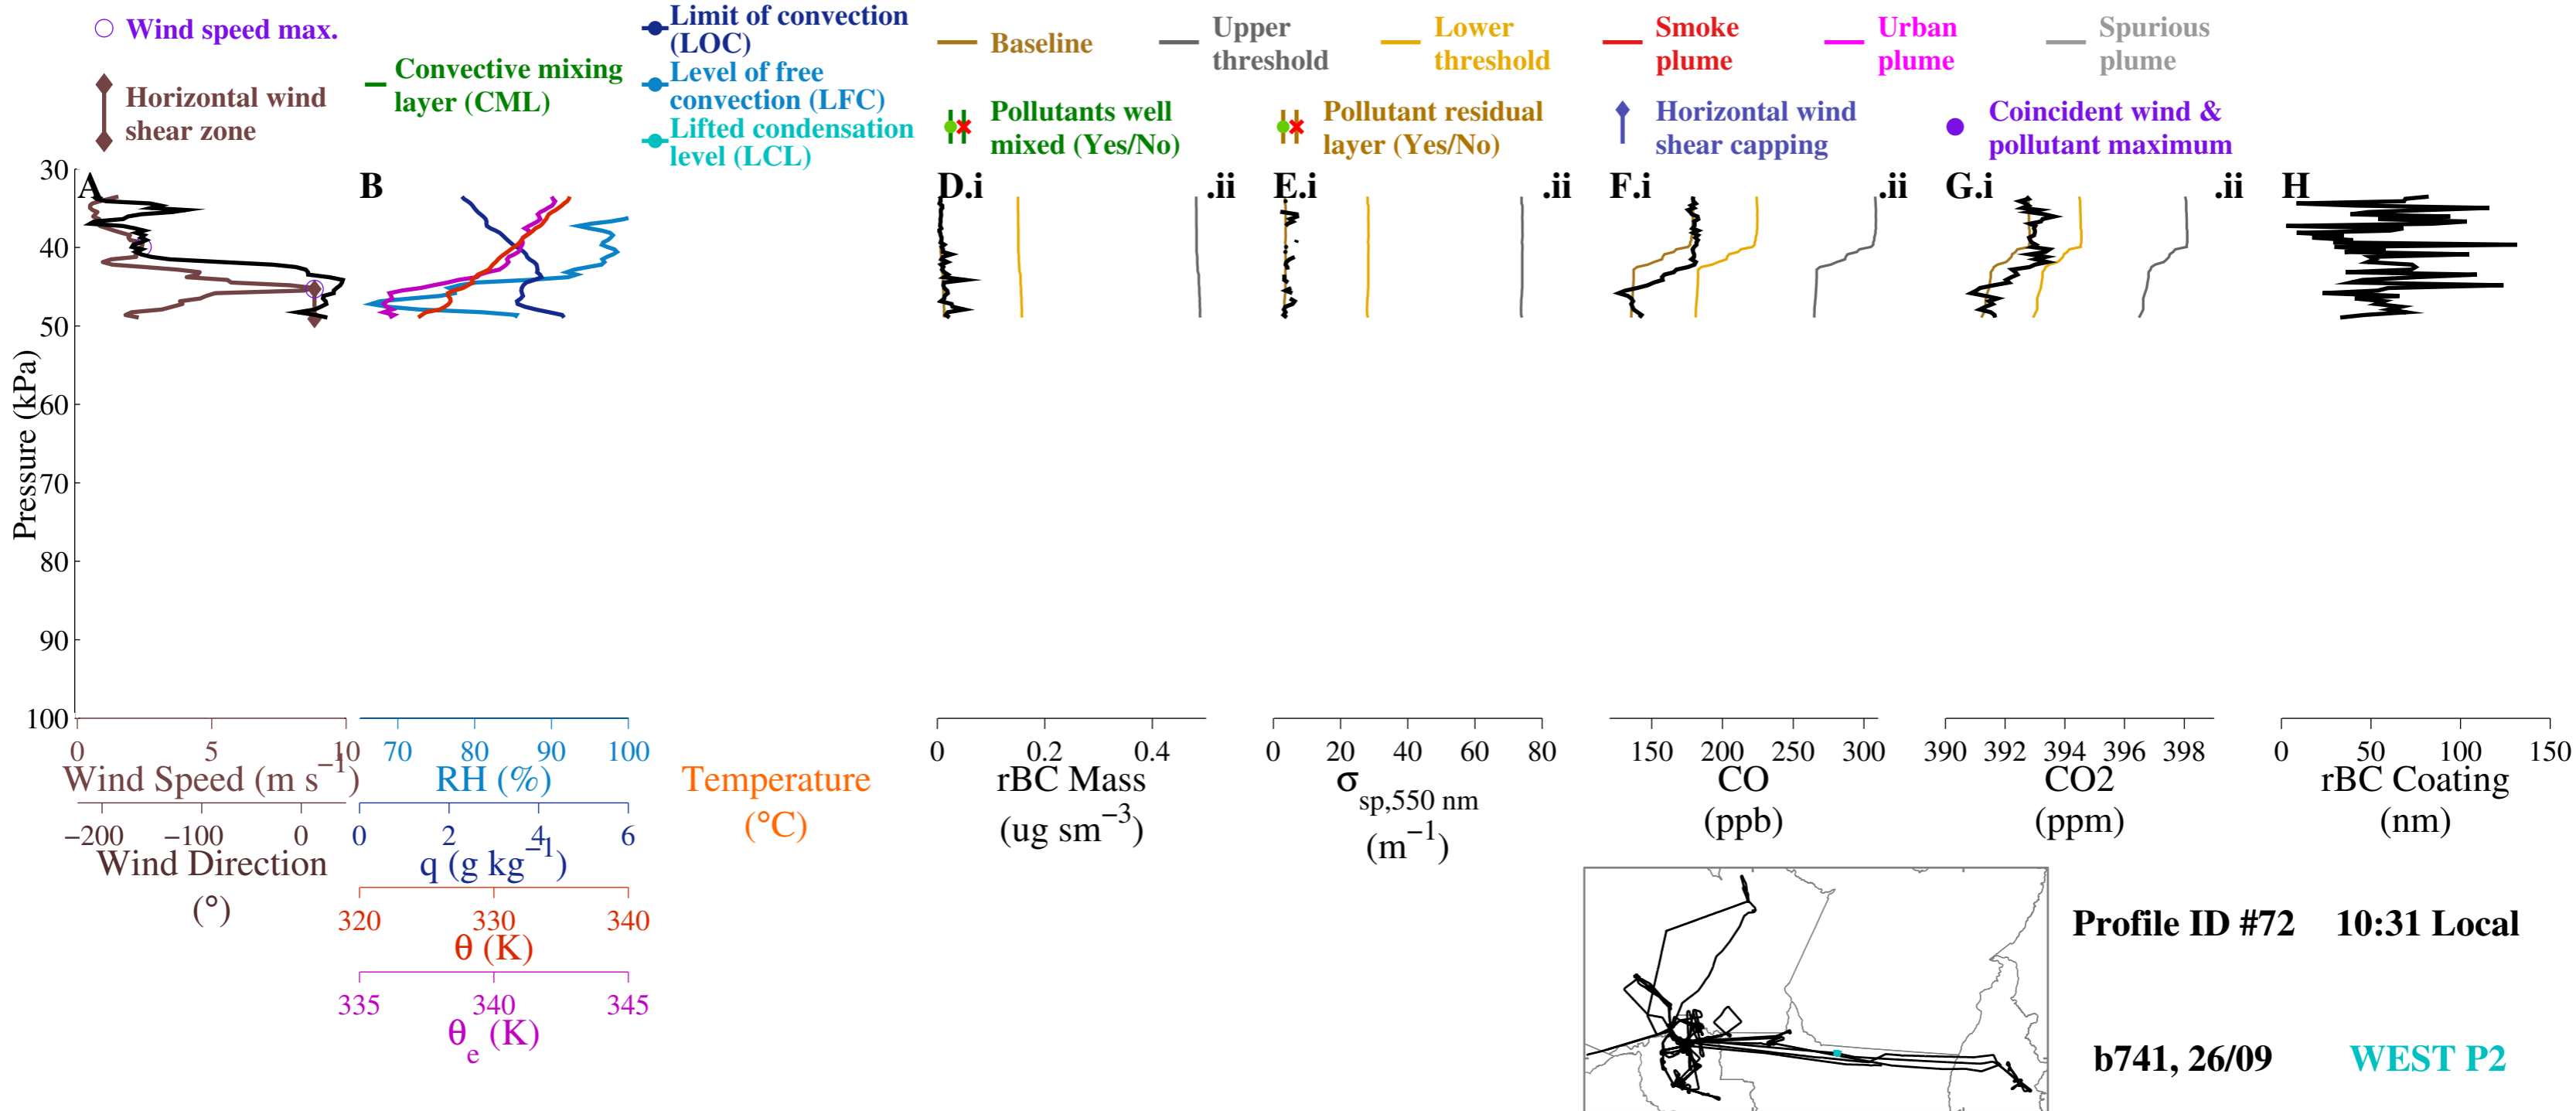 Wind speed max.
Horizontal wind
shear zone
Convective mixing
layer (CML)
Limit of convection
(LOC)
Level of free
convection (LFC)
Lifted condensation
level (LCL)
Baseline
Upper
threshold
Lower
threshold
Smoke
plume
Urban
plume
Spurious
plume
Pollutants well
mixed (Yes/No)
Pollutant residual
layer (Yes/No)
Horizontal wind
shear capping
Coincident wind &
pollutant maximum
A B D.i .ii E.i .ii F.i .ii G.i .ii H
Pressure (kPa)
30
40
50
60
70
80
90
100
0 5 10
Wind Speed (m s−1)
−200 −100 0
Wind Direction
(°)
70 80 90 100
RH (%)
0 2 4 6
q (g kg−1)
320 330 340
θ (K)
335 340 345
θe (K)
Temperature
(°C)
0 0.2 0.4
rBC Mass
(ug sm−3)
0 20 40 60 80
σsp,550 nm
(m−1)
150 200 250 300
CO
(ppb)
390 392 394 396 398
CO2
(ppm)
0 50 100 150
rBC Coating
(nm)
Profile ID #72 10:31 Local
b741, 26/09 WEST P2